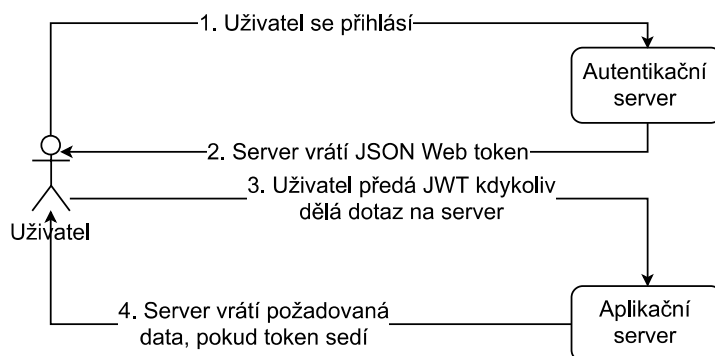 1. Uživatel se přihlásí
Autentikační
server
2. Server vrátí JSON Web token
3. Uživatel předá JWT kdykoliv
dělá dotaz na server
Uživatel
4. Server vrátí požadovaná
data, pokud token sedí
Aplikační
server